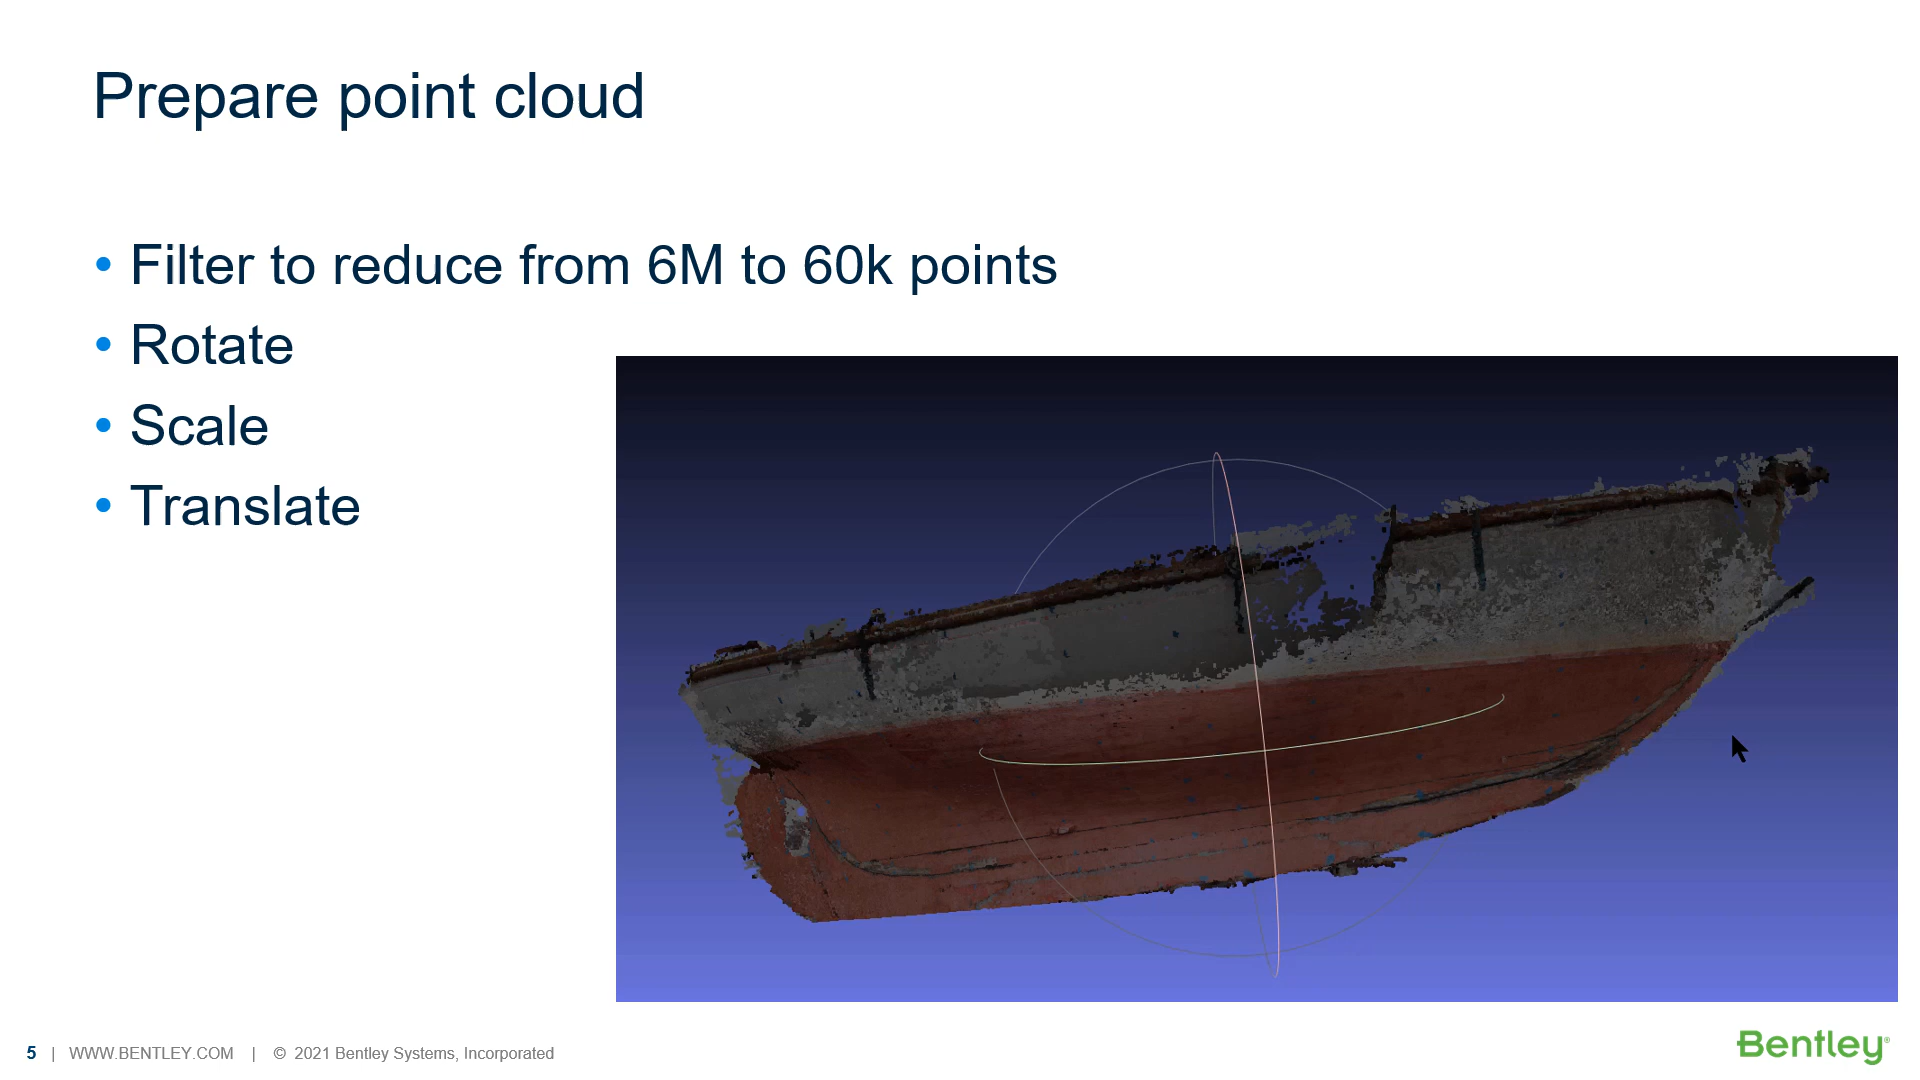 Prepare point cloud
• Filter to reduce from 6M to 60k points
• Rotate
• Scale
• Translate
5 | WWW.BENTLEY.COM | © 2021 Bentley Systems, Incorporated
Bentley®